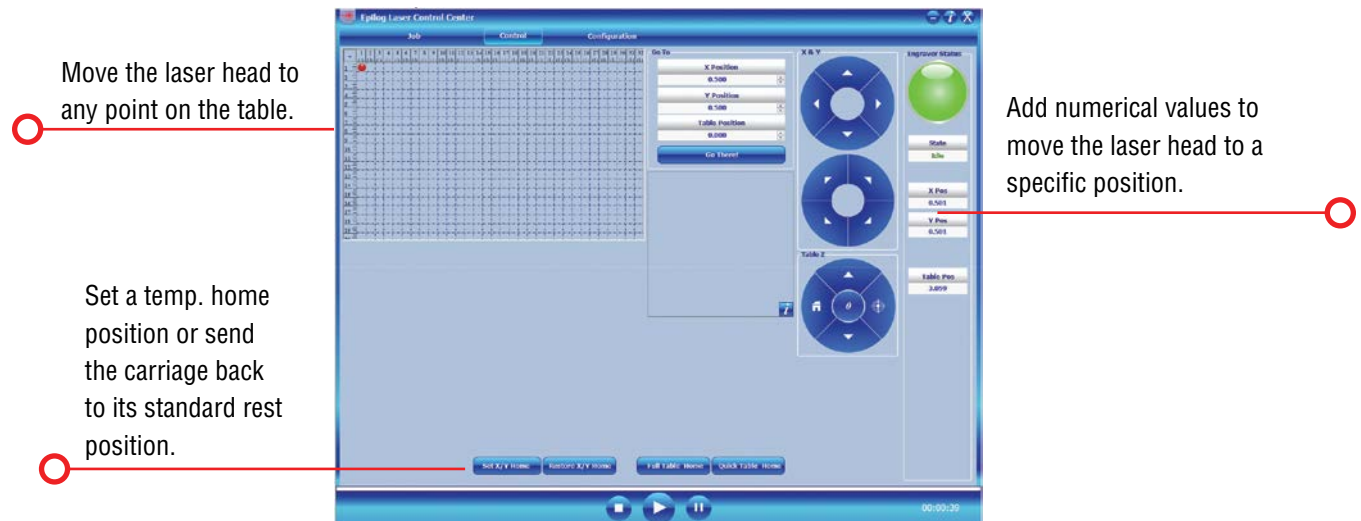 Epilog Laser Control Center
Job Control Configuration
Move the laser head to
any point on the table.
Go To
X Position
0.500
Y Position
0.500
Table Position
0.000
Go There!
X & Y
Table Z
Engraver Status
State
Idle
X Pos
0.501
Y Pos
0.501
Table Pos
3.059
Add numerical values to
move the laser head to a
specific position.
Set a temp. home
position or send
the carriage back
to its standard rest
position.
Set X/Y Home Restore X/Y Home Full Table Home Quick Table Home